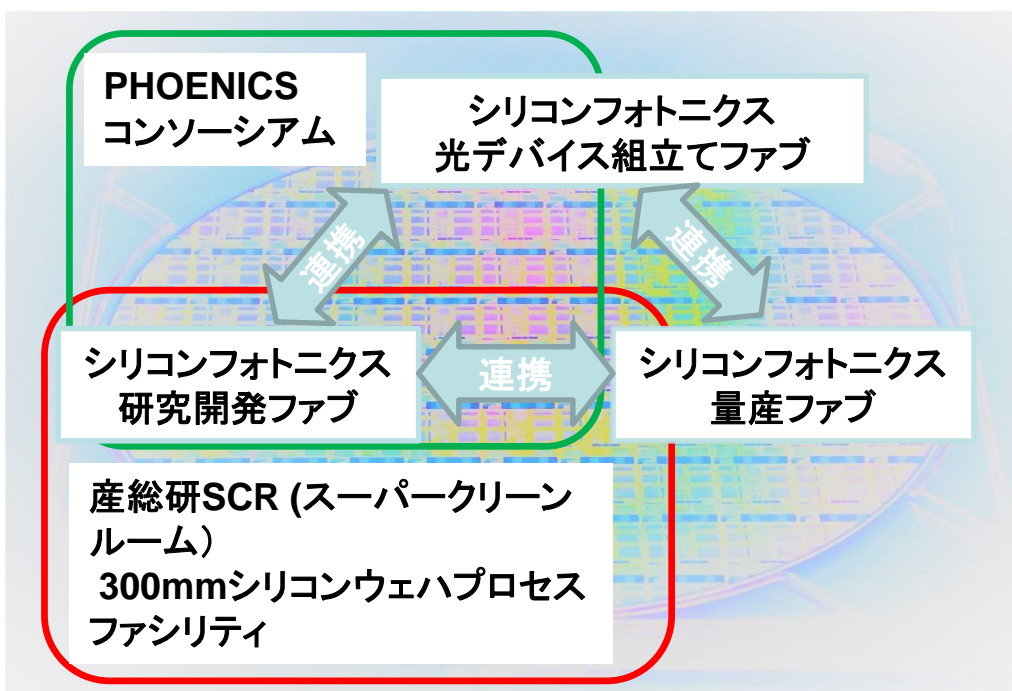 PHOENICS
コンソーシアム
シリコンフォトニクス
光デバイス組立てファブ
連携
連携
シリコンフォトニクス
研究開発ファブ
連携
シリコンフォトニクス
量産ファブ
産総研SCR (スーパークリーン
ルーム）
300mmシリコンウェハプロセス
ファシリティ